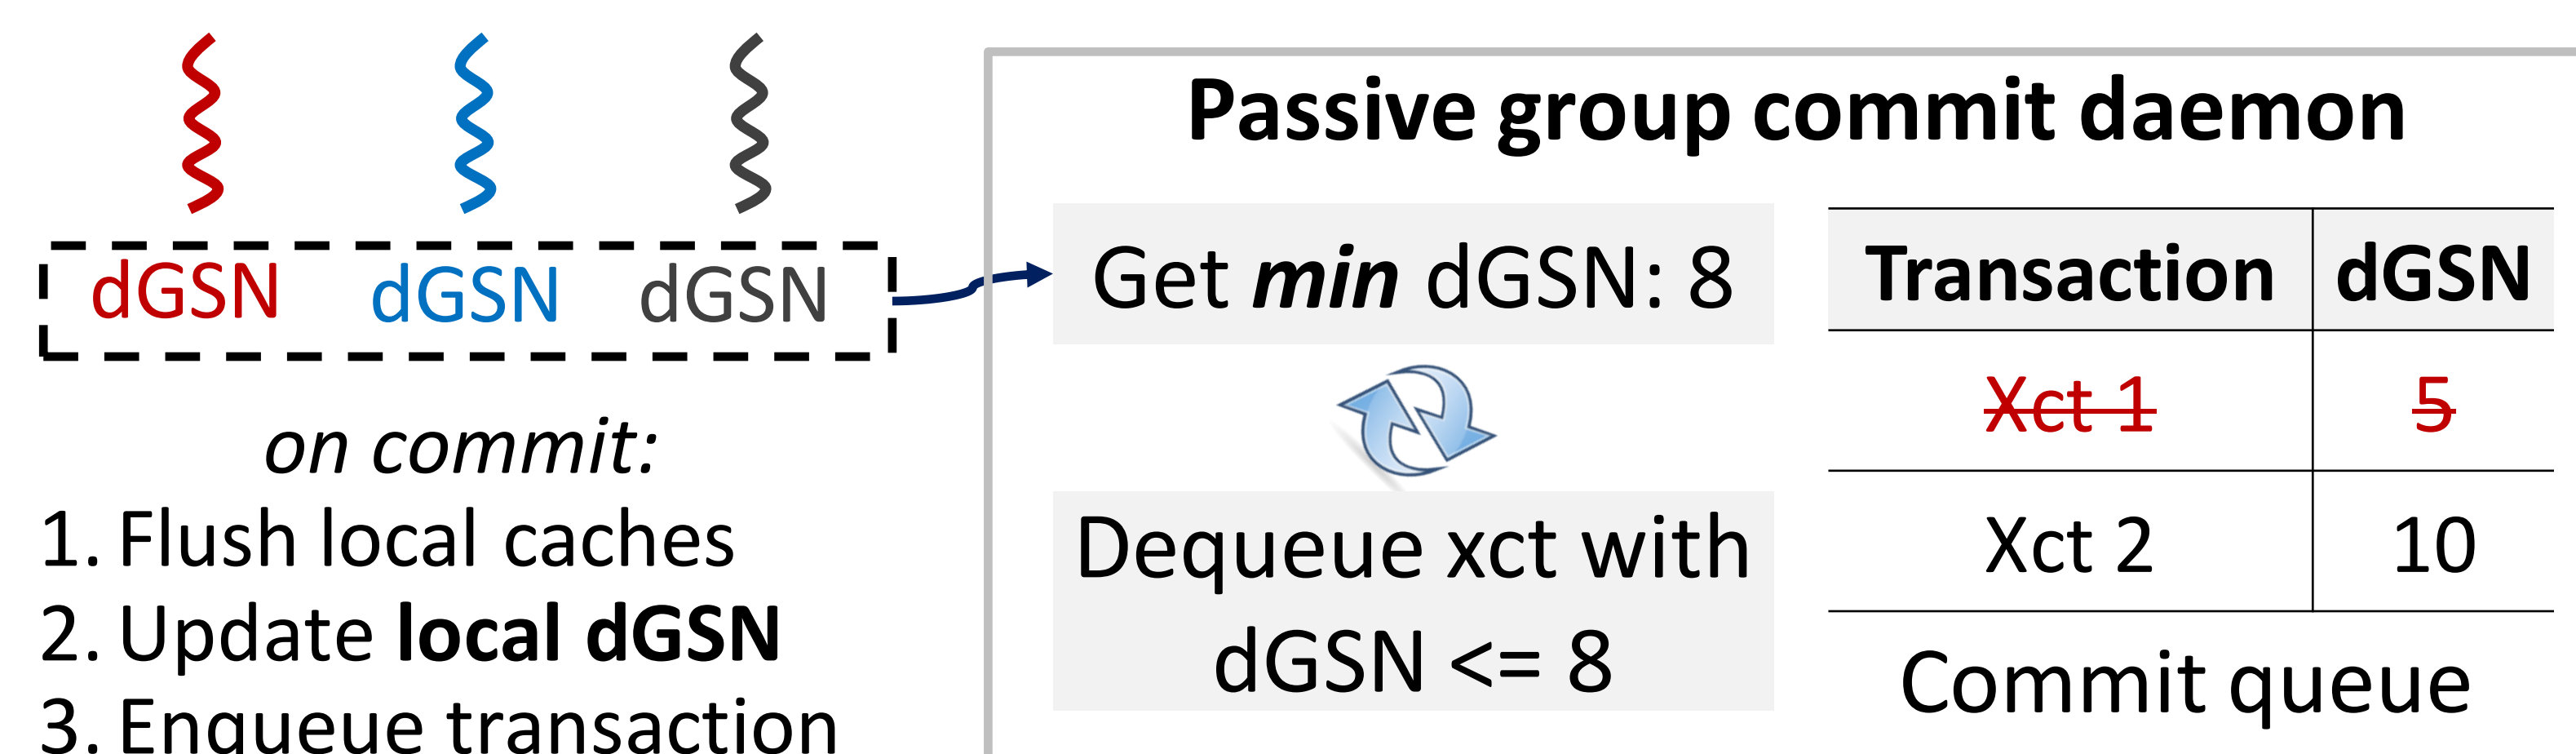 dGSN dGSN dGSN
on commit:
1. Flush local caches
2. Update local dGSN
3. Enqueue transaction
Passive group commit daemon
Get min dGSN: 8
Dequeue xct with
dGSN <= 8
Transaction dGSN
Xct 1 5
Xct 2 10
Commit queue